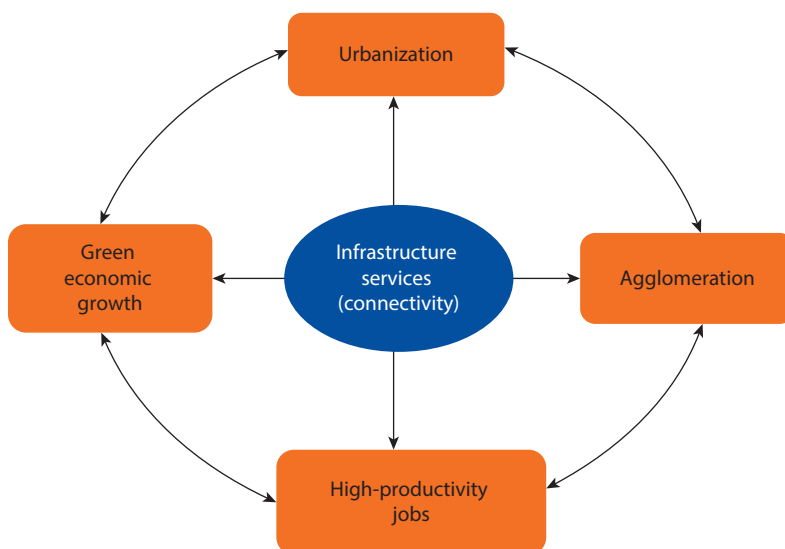 Urbanization
Green
economic
growth
Infrastructure
services
(connectivity)
Agglomeration
High-productivity
jobs